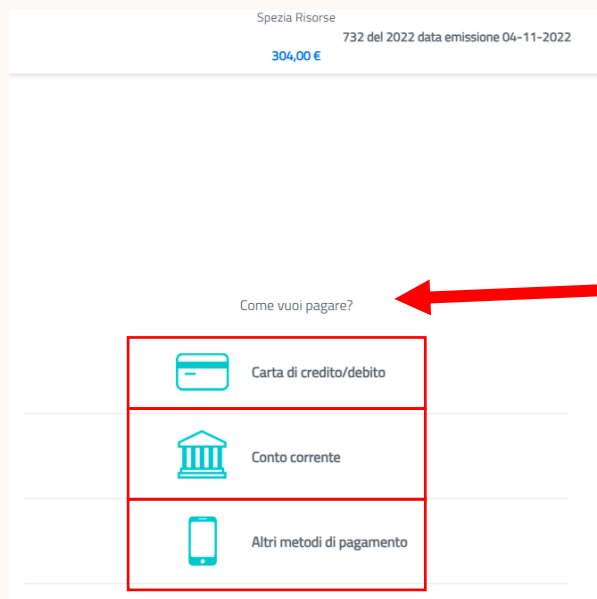 Spezia Risorse
732 del 2022 data emissione 04-11-2022
304,00 €
Come vuoi pagare?
Carta di credito/debito
Conto corrente
Altri metodi di pagamento